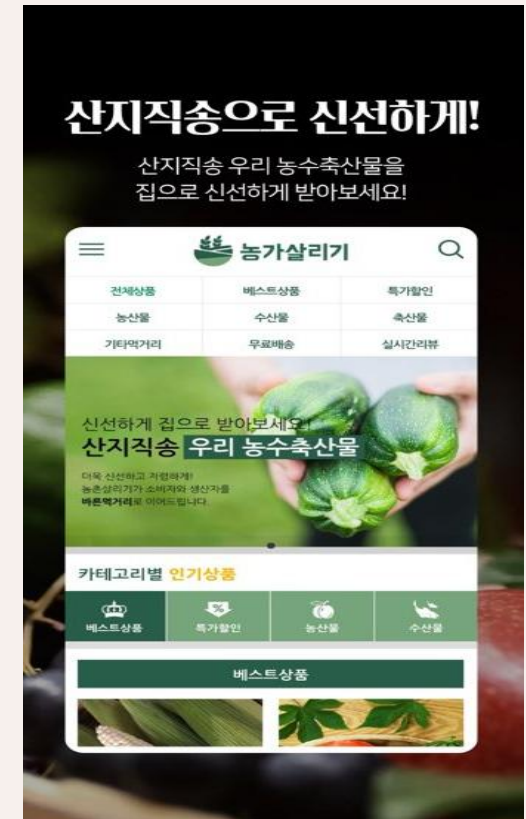 산지직송으로 신선하게!
산지직송 우리 농수축산물을
집으로 신선하게 받아보세요!
농가살리기
전체상품 베스트상품 특가할인
농산물 수산물 축산물
기타먹거리 무료배송 실시간리뷰
신선하게 집으로 받아보세요!
산지직송 우리 농수축산물
더욱 신선하고 저렴하게!
농촌살리기가 소비자와 생산자를
바른먹거리로 이어드립니다.
카테고리별 인기상품
베스트상품 특가할인 농산물 수산물
베스트상품